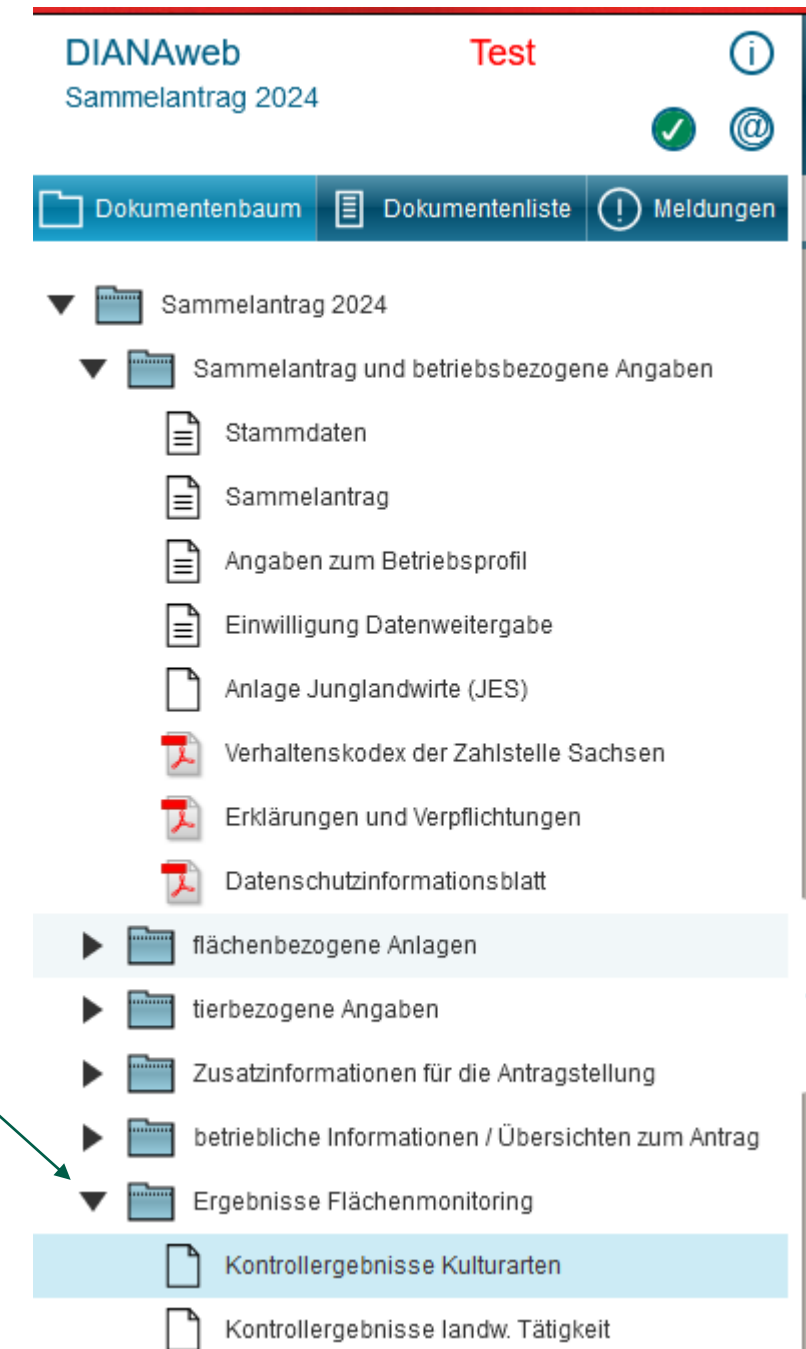 DIANAweb Test
Sammelantrag 2024
Dokumentenbaum Dokumentenliste Meldungen
Sammelantrag 2024
Sammelantrag und betriebsbezogene Angaben
Stammdaten
Sammelantrag
Angaben zum Betriebsprofil
Einwilligung Datenweitergabe
Anlage Junglandwirte (JES)
Verhaltenskodex der Zahlstelle Sachsen
Erklärungen und Verpflichtungen
Datenschutzinformationsblatt
flächenbezogene Anlagen
tierbezogene Angaben
Zusatzinformationen für die Antragstellung
betriebliche Informationen / Übersichten zum Antrag
Ergebnisse Flächenmonitoring
Kontrollergebnisse Kulturarten
Kontrollergebnisse landw. Tätigkeit